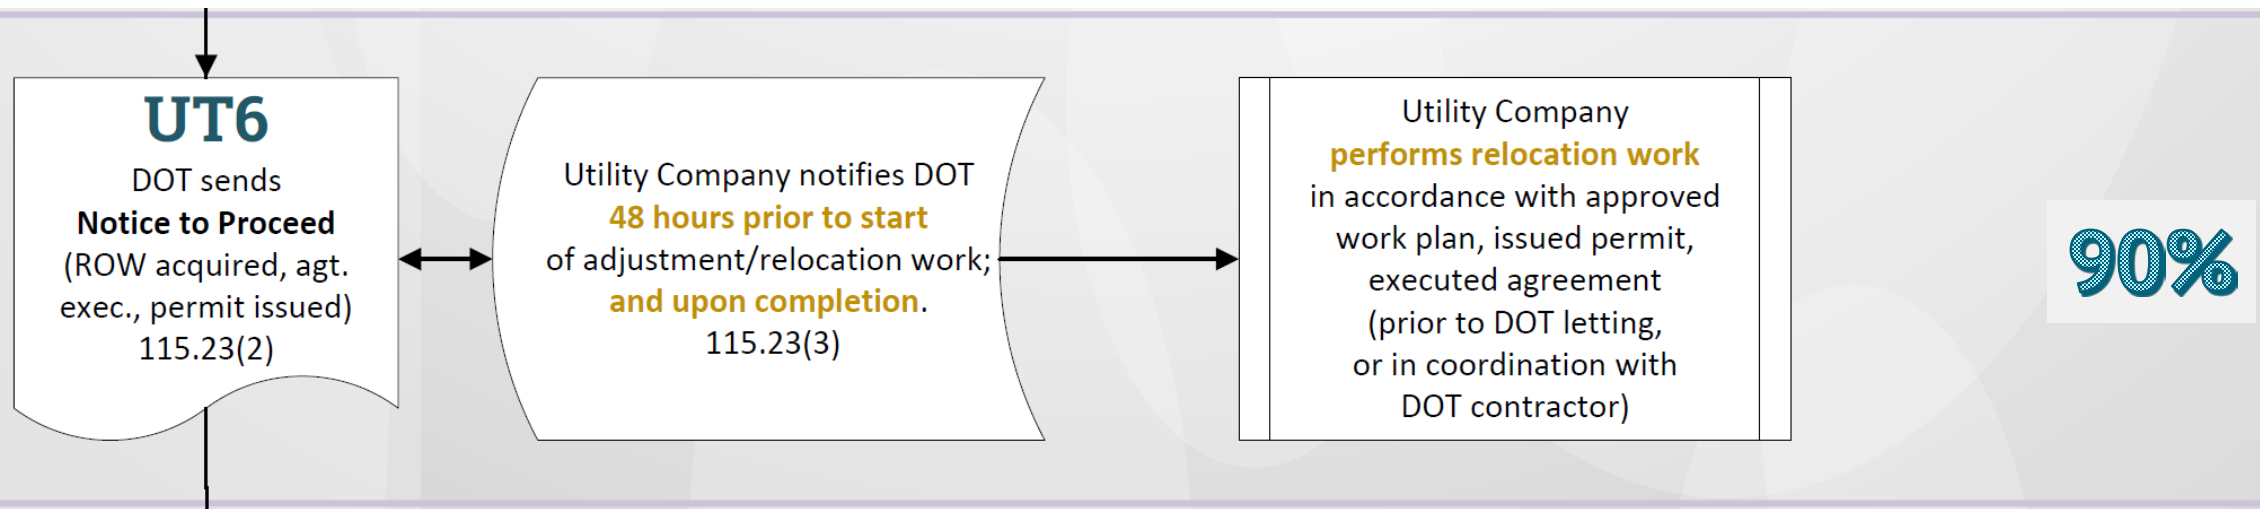 UT6
DOT sends
Notice to Proceed
(ROW acquired, agt.
exec., permit issued)
115.23(2)
Utility Company notifies DOT
48 hours prior to start
of adjustment/relocation work;
and upon completion.
115.23(3)
Utility Company
performs relocation work
in accordance with approved
work plan, issued permit,
executed agreement
(prior to DOT letting,
or in coordination with
DOT contractor)
90%